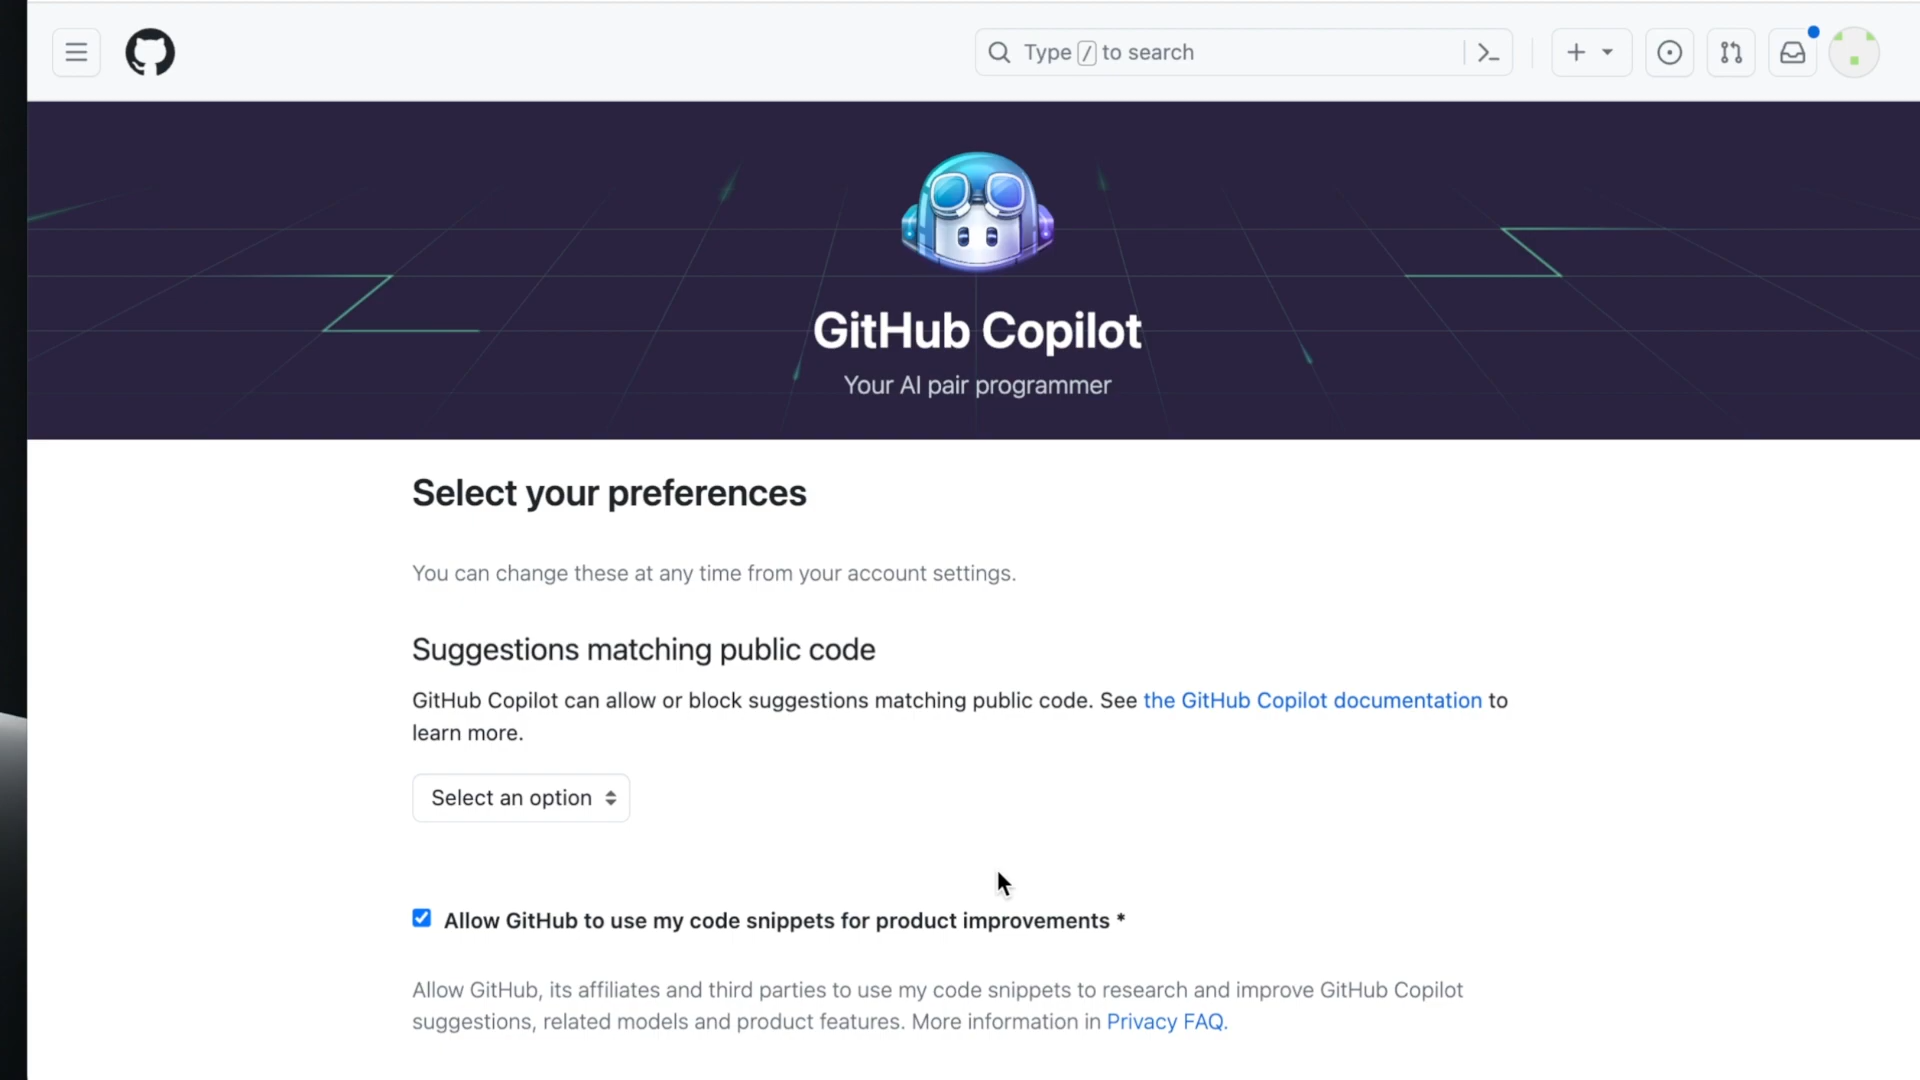 Type / to search
GitHub Copilot
Your AI pair programmer
Select your preferences
You can change these at any time from your account settings.
Suggestions matching public code
GitHub Copilot can allow or block suggestions matching public code. See the GitHub Copilot documentation to
learn more.
Select an option
Allow GitHub to use my code snippets for product improvements *
Allow GitHub, its affiliates and third parties to use my code snippets to research and improve GitHub Copilot
suggestions, related models and product features. More information in Privacy FAQ.